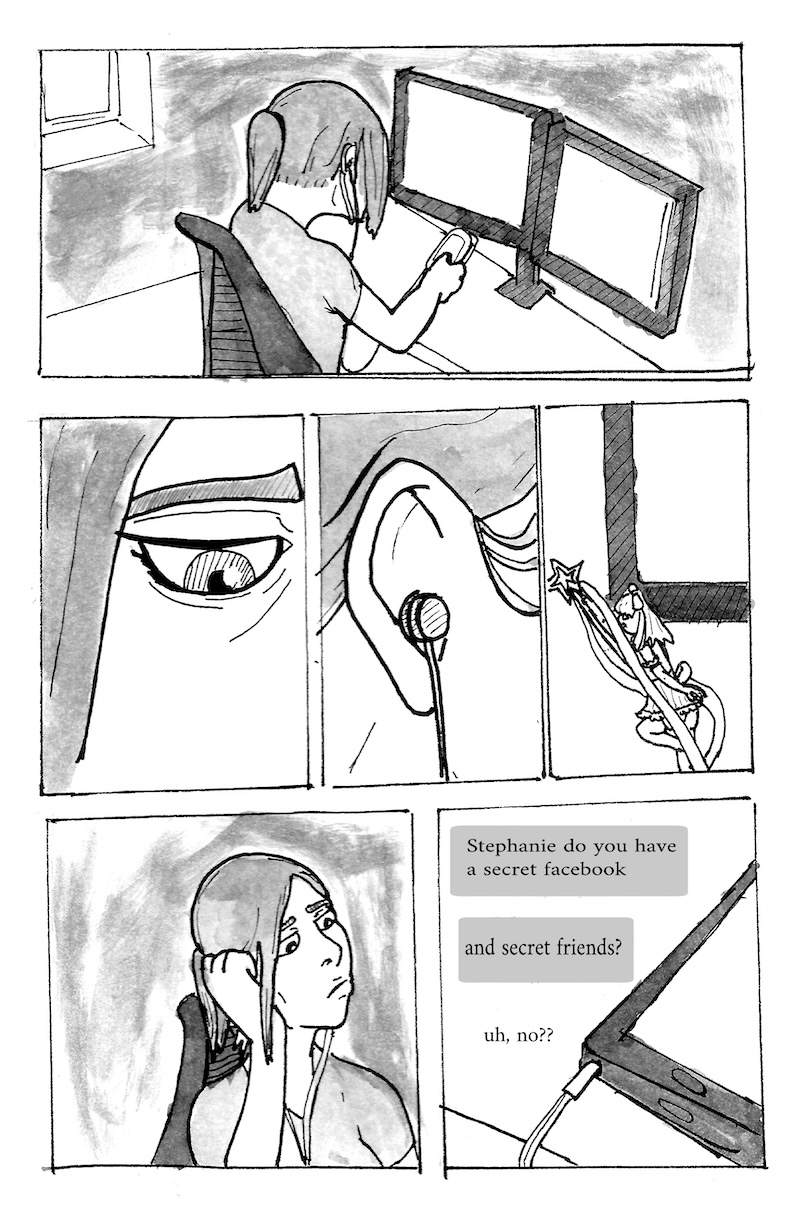 Stephanie do you have
a secret facebook
and secret friends?
uh, no??